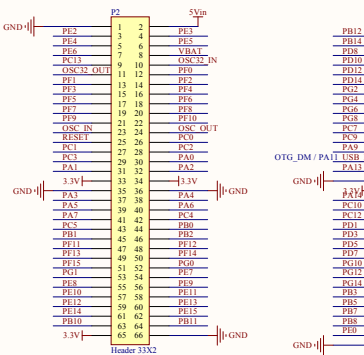 P2 5Vin
GND 1 2
PE2 3 4 PE3
PE4 5 6 PE5
PE6 7 8 VBAT
PC13 9 10 OSC32_IN
OSC32_OUT 11 12 PF0
PF1 13 14 PF2
PF3 15 16 PF4
PF5 17 18 PF6
PF7 19 20 PF8
PF9 21 22 PF10
OSC_IN 23 24 OSC_OUT
RESET 25 26 PC0
PC1 27 28 PC2
PC3 29 30 PA0
PA1 31 32 PA2
3.3V 33 34 3.3V
GND 35 36 GND
PA3 37 38 PA4
PA5 39 40 PA6
PA7 41 42 PC4
PC5 43 44 PB0
PB1 45 46 PB2
PF11 47 48 PF12
PF13 49 50 PF14
PF15 51 52 PG0
PG1 53 54 PE7
PE8 55 56 PE9
PE10 57 58 PE11
PE12 59 60 PE13
PE14 61 62 PE15
PB10 63 64 PB11
3.3V 65 66 GND
Header 33X2
PB12
PB14
PD8
PD10
PD12
PD14
PG2
PG4
PG6
PG8
PC7
PC9
PA9
OTG_DM / PA11 USB
PA13
GND 3.3V
PA14
PC10
PC12
PD1
PD3
PD5
PD7
PG10
PG12
PG14
PB3
PB5
PB7
PB8
PE0
GND